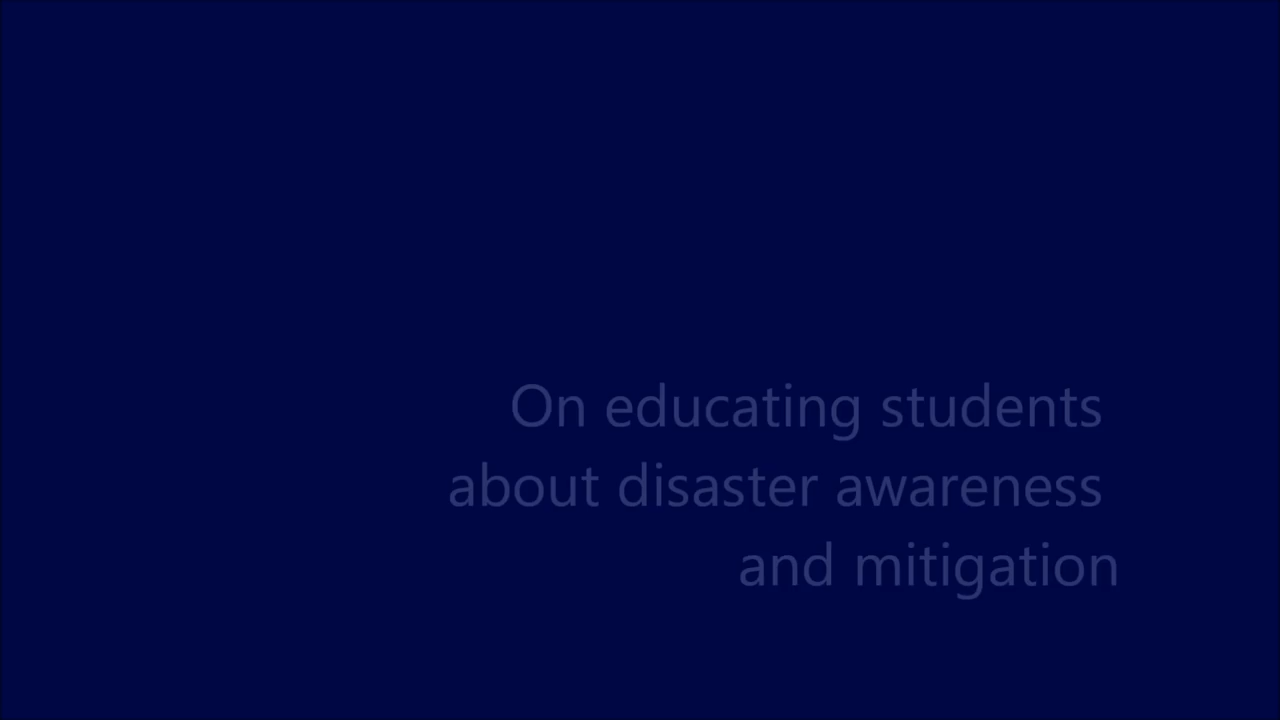 On educating students
about disaster awareness
and mitigation